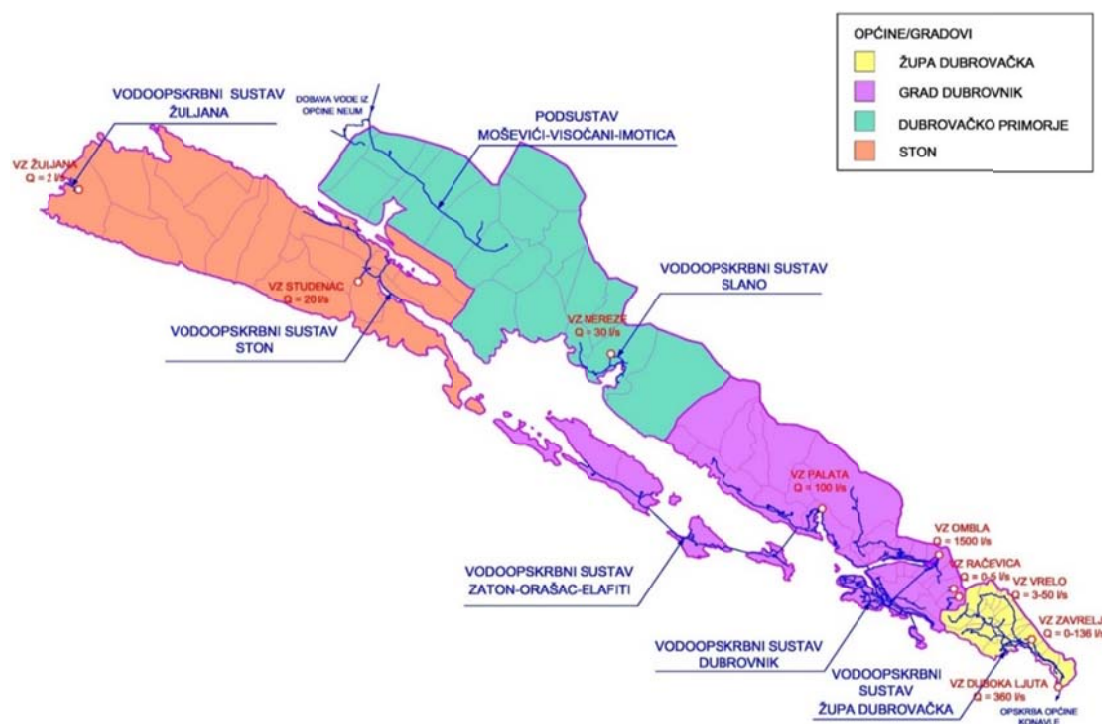 OPĆINE/GRADOVI
ŽUPA DUBROVAČKA
GRAD DUBROVNIK
DUBROVAČKO PRIMORJE
STON
VODOOPSKRBNI SUSTAV
ŽULJANA
DOBAVA VODE IZ
OPĆINE NEUM
PODSUSTAV
MOŠEVIĆI-VISOČANI-IMOTICA
VZ ŽULJANA
Q = l/s
VODOOPSKRBNI SUSTAV
SLANO
VZ STUDENAC
Q = 20 l/s
VZ MEREZE
Q = 30 l/s
VODOOPSKRBNI SUSTAV
STON
VZ PALATA
Q = 100 l/s
VZ OMBLA
Q = 1500 l/s
VZ RAČEVICA
Q = 0-5 l/s
VZ VRELO
Q = 3-50 l/s
VODOOPSKRBNI SUSTAV
ZATON-ORAŠAC-ELAFITI
VZ ZAVRELJE
Q = 0-136 l/s
VODOOPSKRBNI SUSTAV
DUBROVNIK
VODOOPSKRBNI
SUSTAV
ŽUPA DUBROVAČKA
VZ DUBOKA LJUTA
Q = 360 l/s
OPSKRBA OPĆINE
KONAVLE